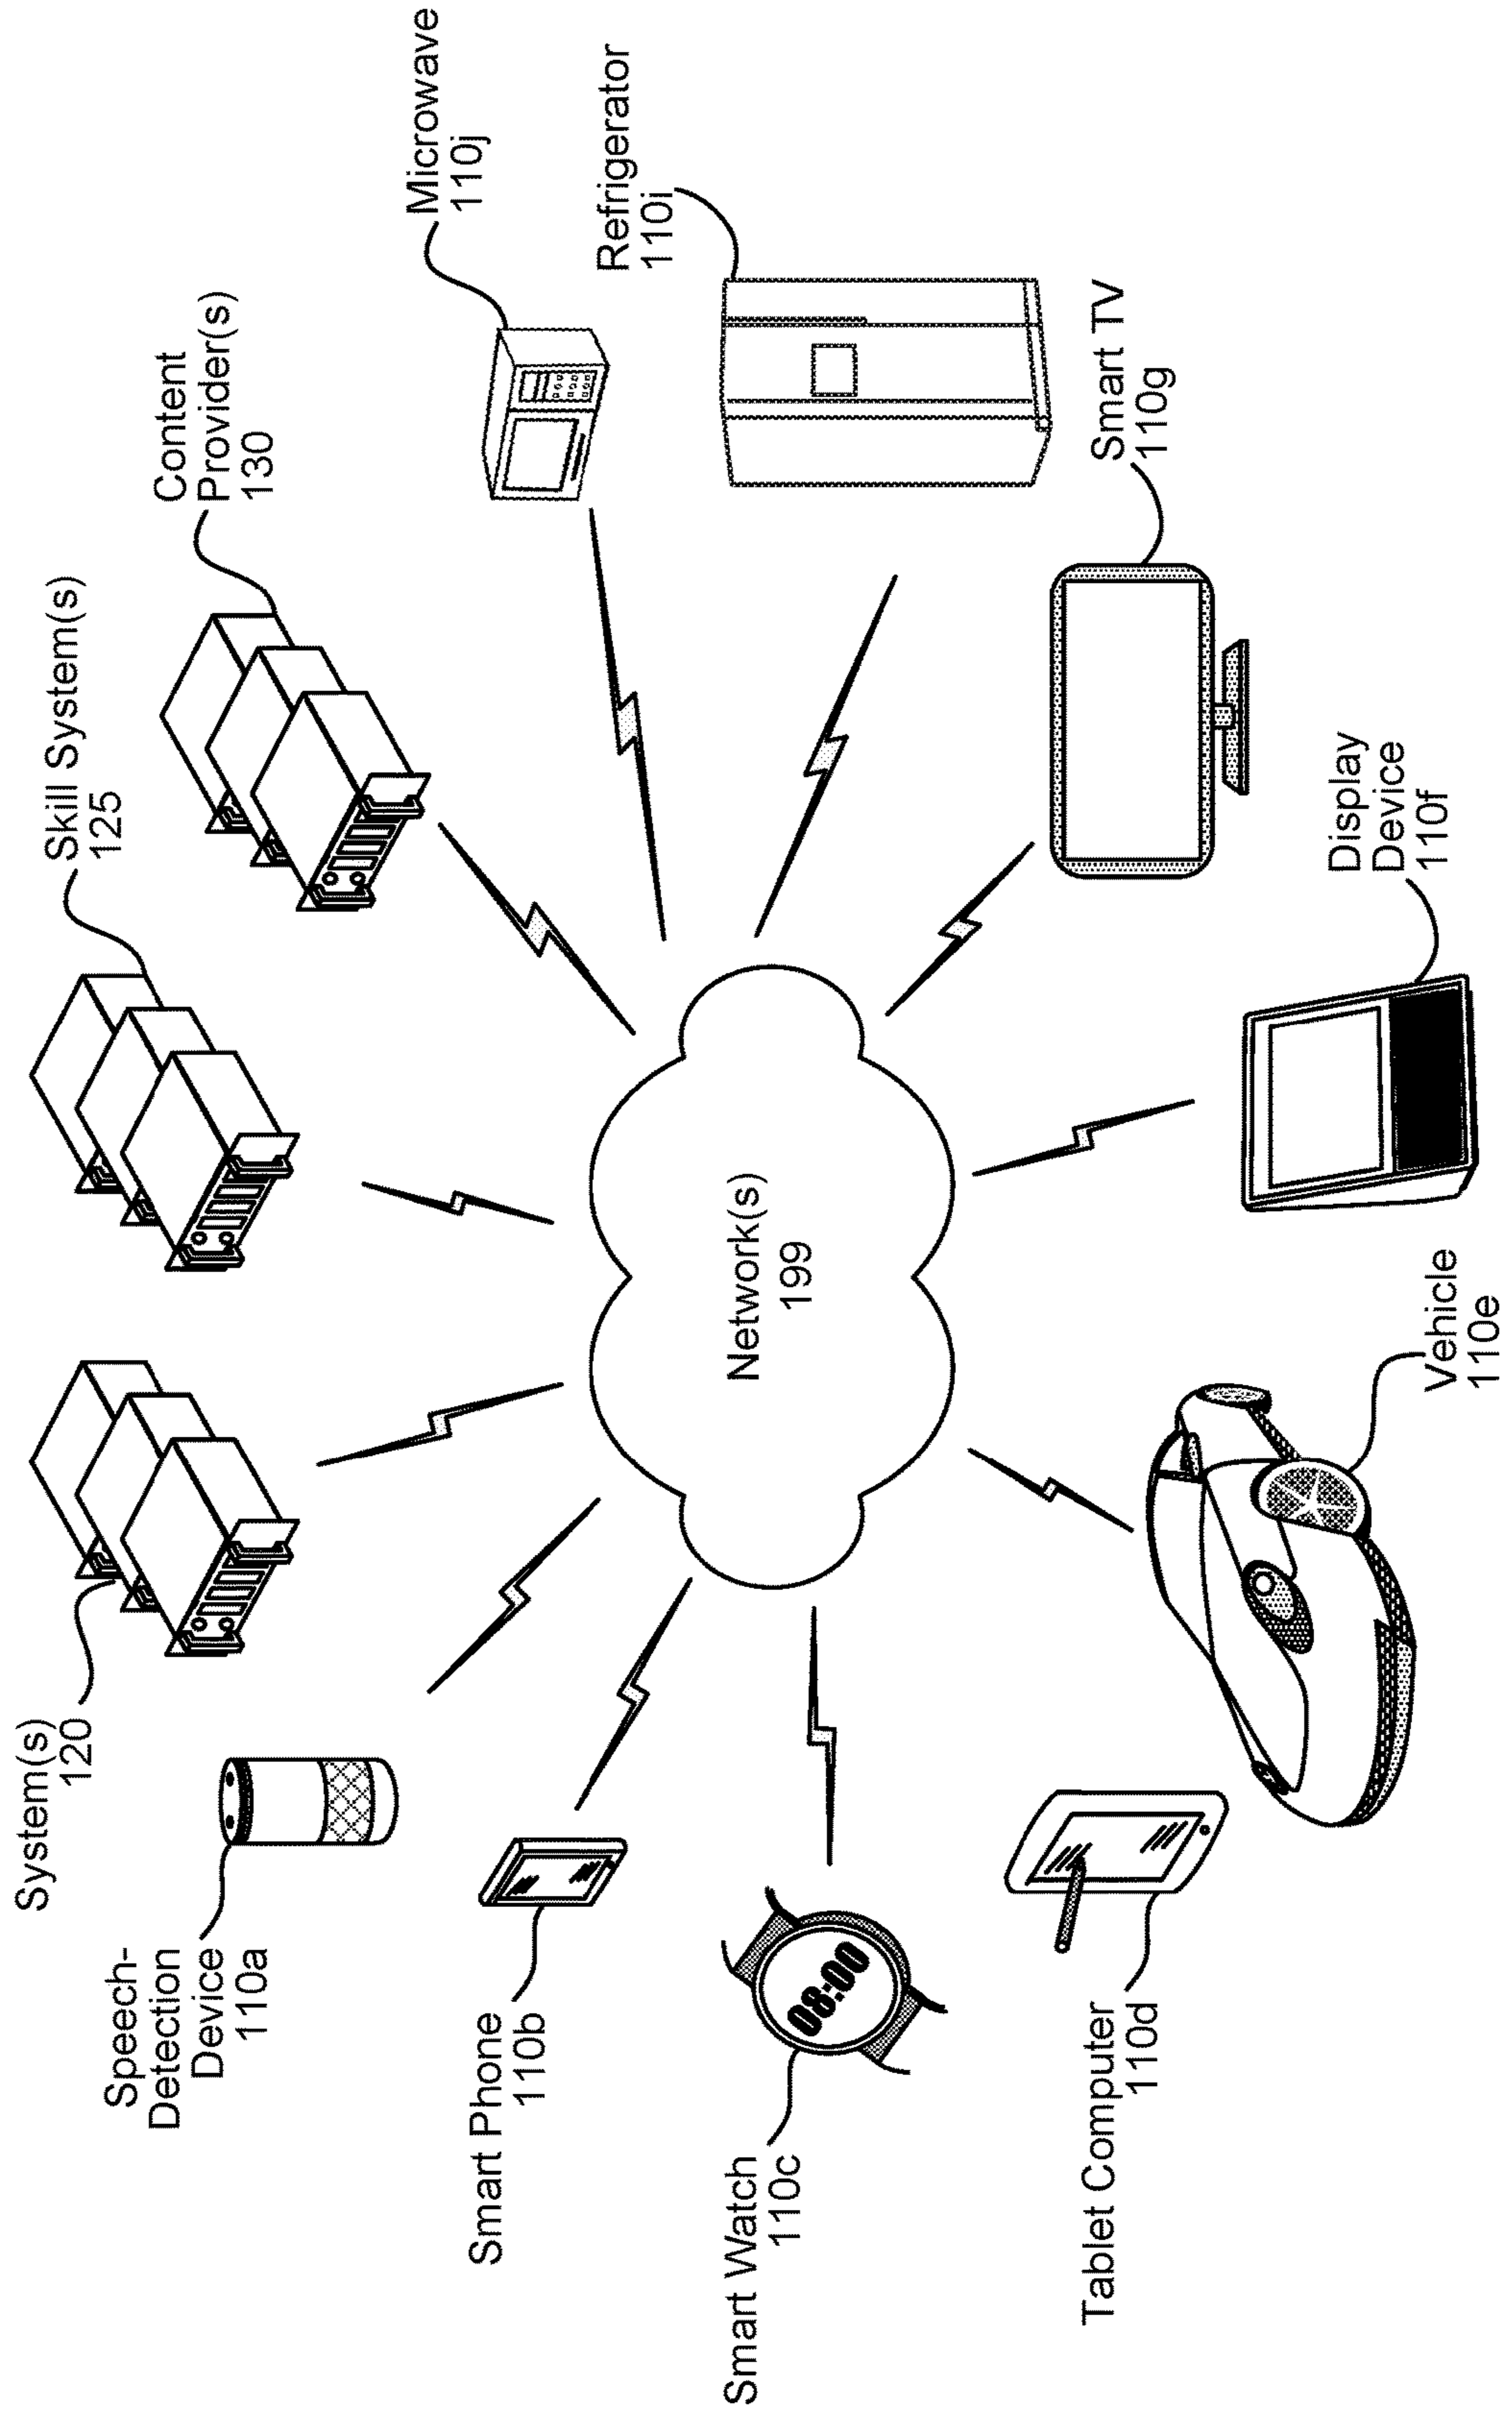 System(s)
120
Skill System(s)
125
Content
Provider(s)
130
Speech-
Detection
Device
110a
Microwave
110j
Smart Phone
110b
Refrigerator
110i
Network(s)
199
Smart Watch
110c
08:00
Smart TV
110g
Tablet Computer
110d
Display
Device
110f
Vehicle
110e